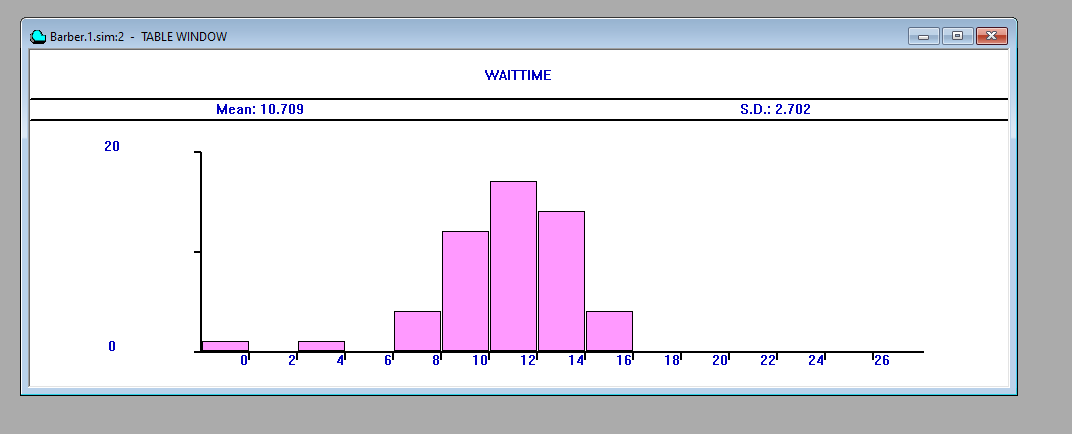 Barber.1.sim:2 - TABLE WINDOW
WAITTIME
Mean: 10.709 S.D.: 2.702
20
0
0 2 4 6 8 10 12 14 16 18 20 22 24 26